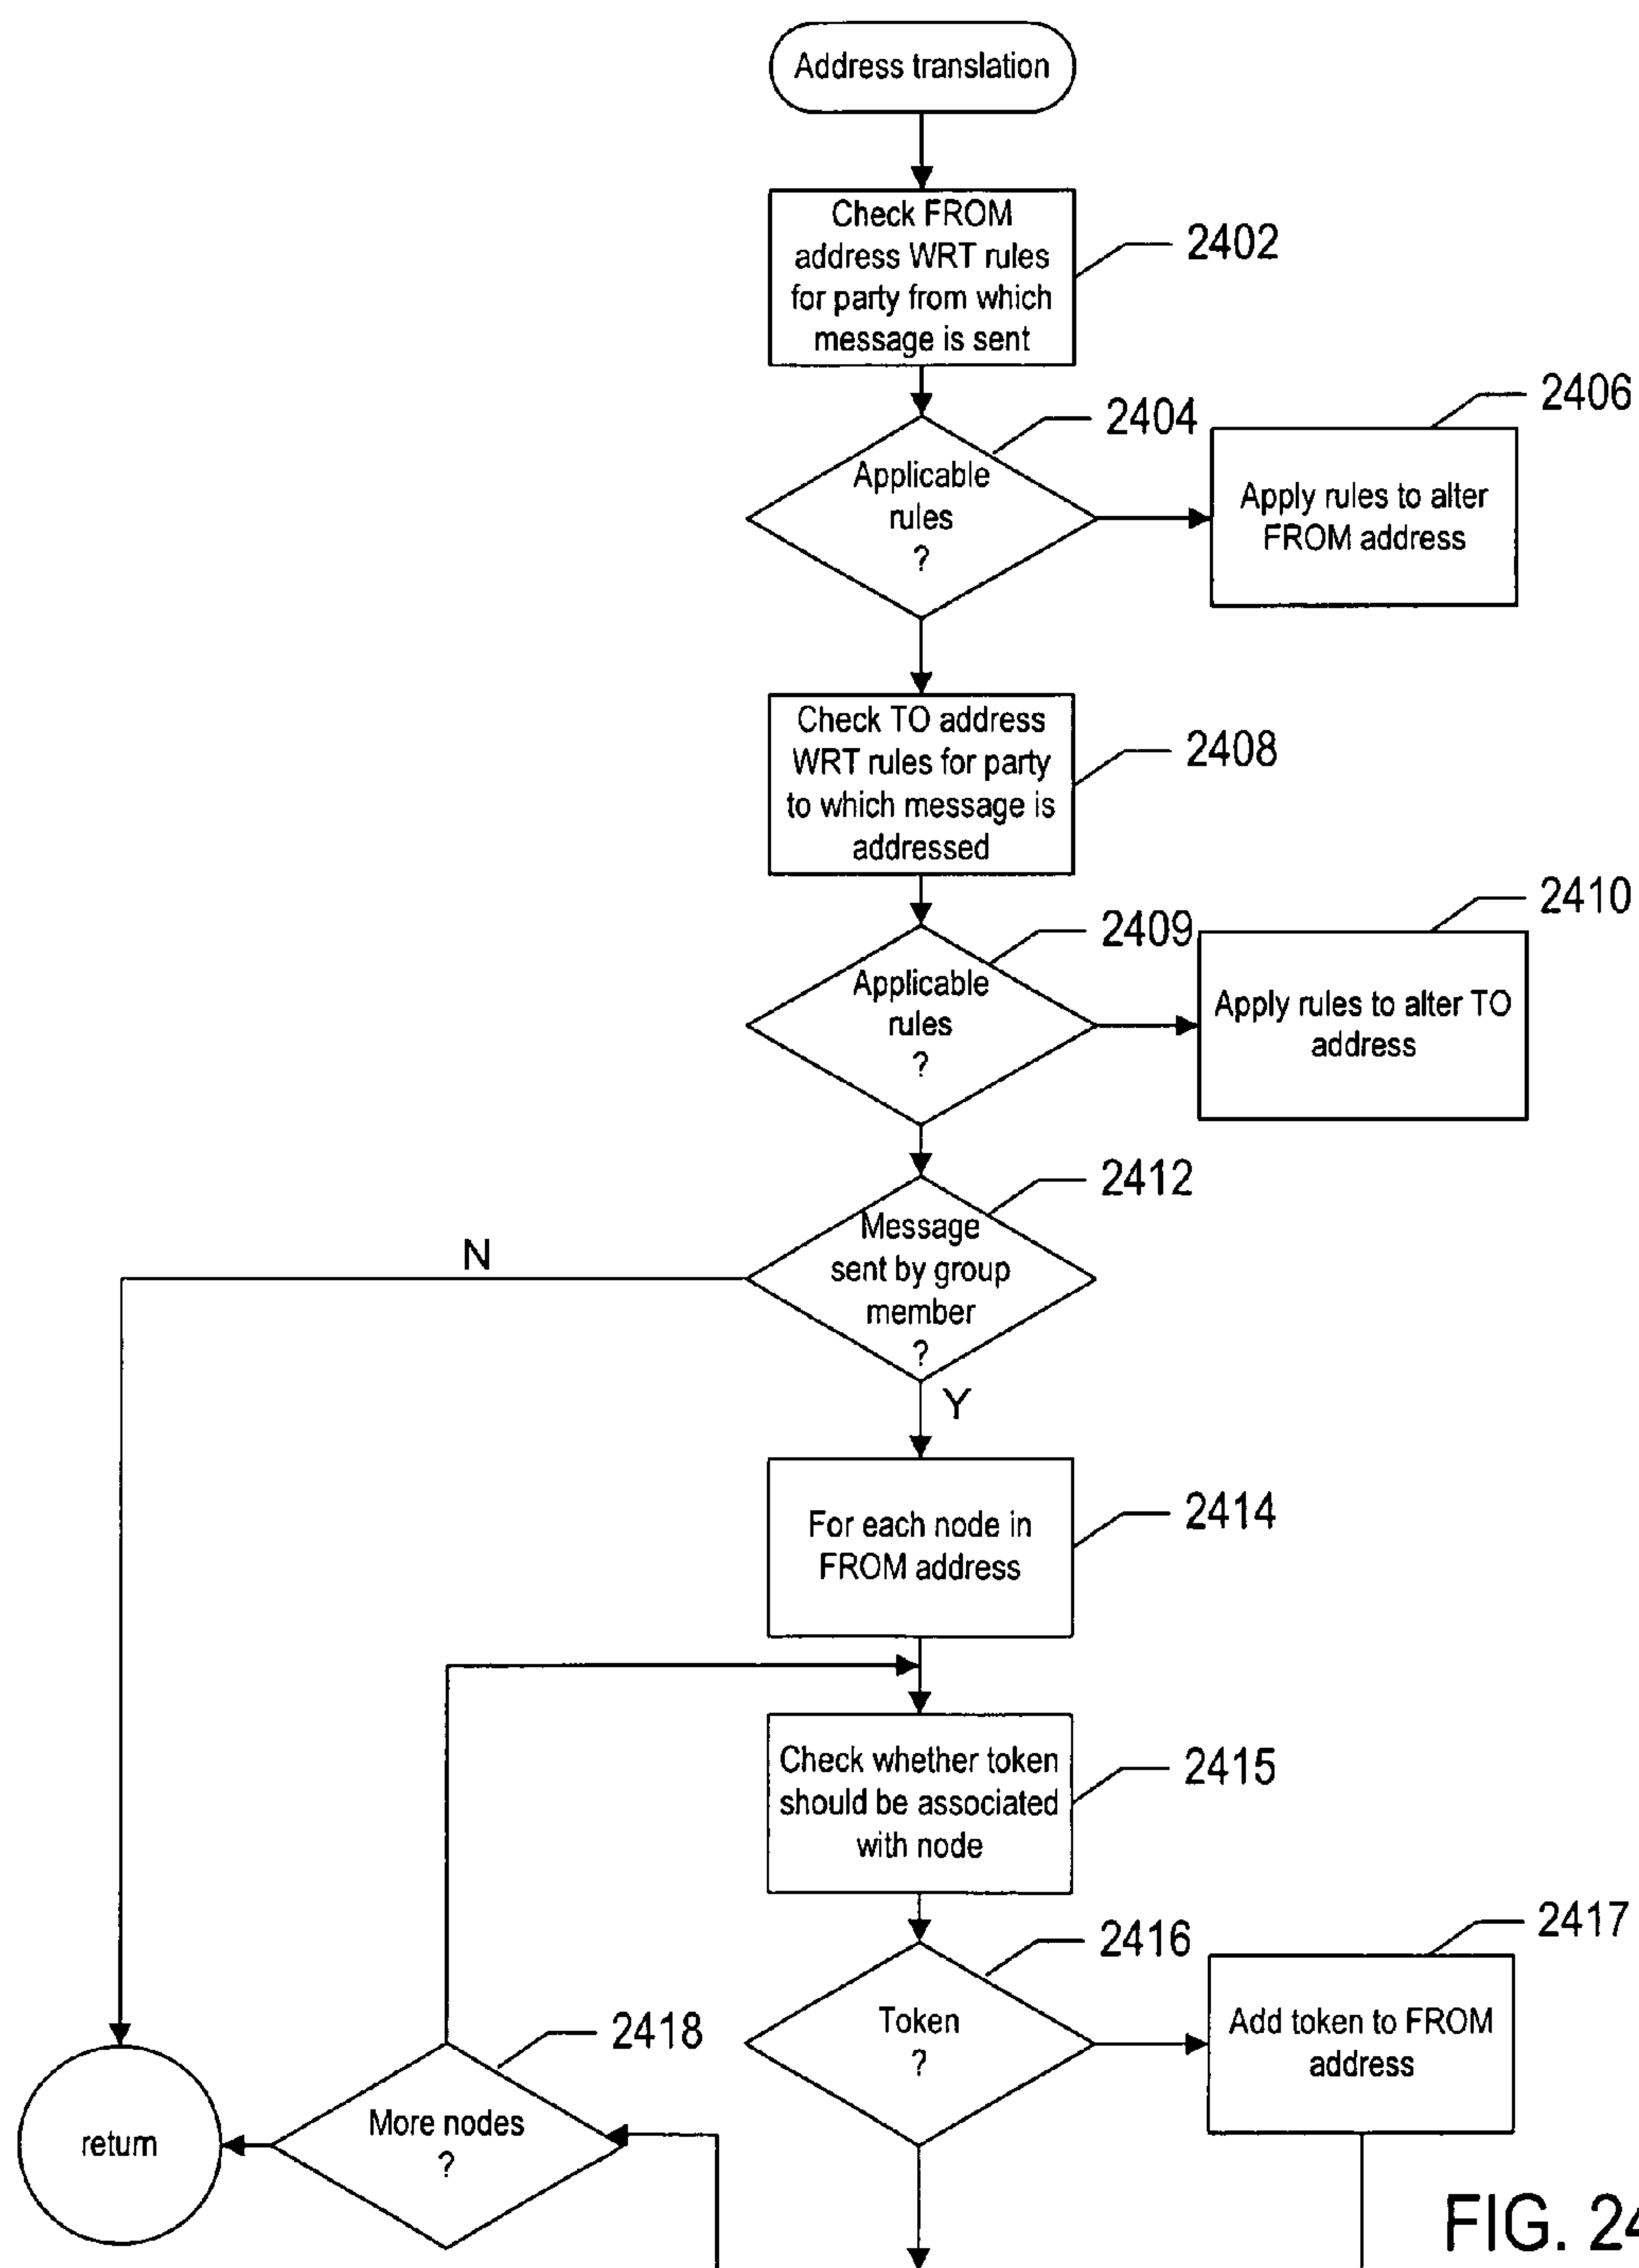 Address translation
Check FROM
address WRT rules
for party from which
message is sent
2402
2404
2406
Applicable
rules
?
Apply rules to alter
FROM address
Check TO address
WRT rules for party
to which message is
addressed
2408
2409
2410
Applicable
rules
?
Apply rules to alter TO
address
2412
Message
sent by group
member
?
N
Y
For each node in
FROM address
2414
Check whether token
should be associated
with node
2415
2416
2417
Token
?
Add token to FROM
address
2418
More nodes
?
return
FIG. 24